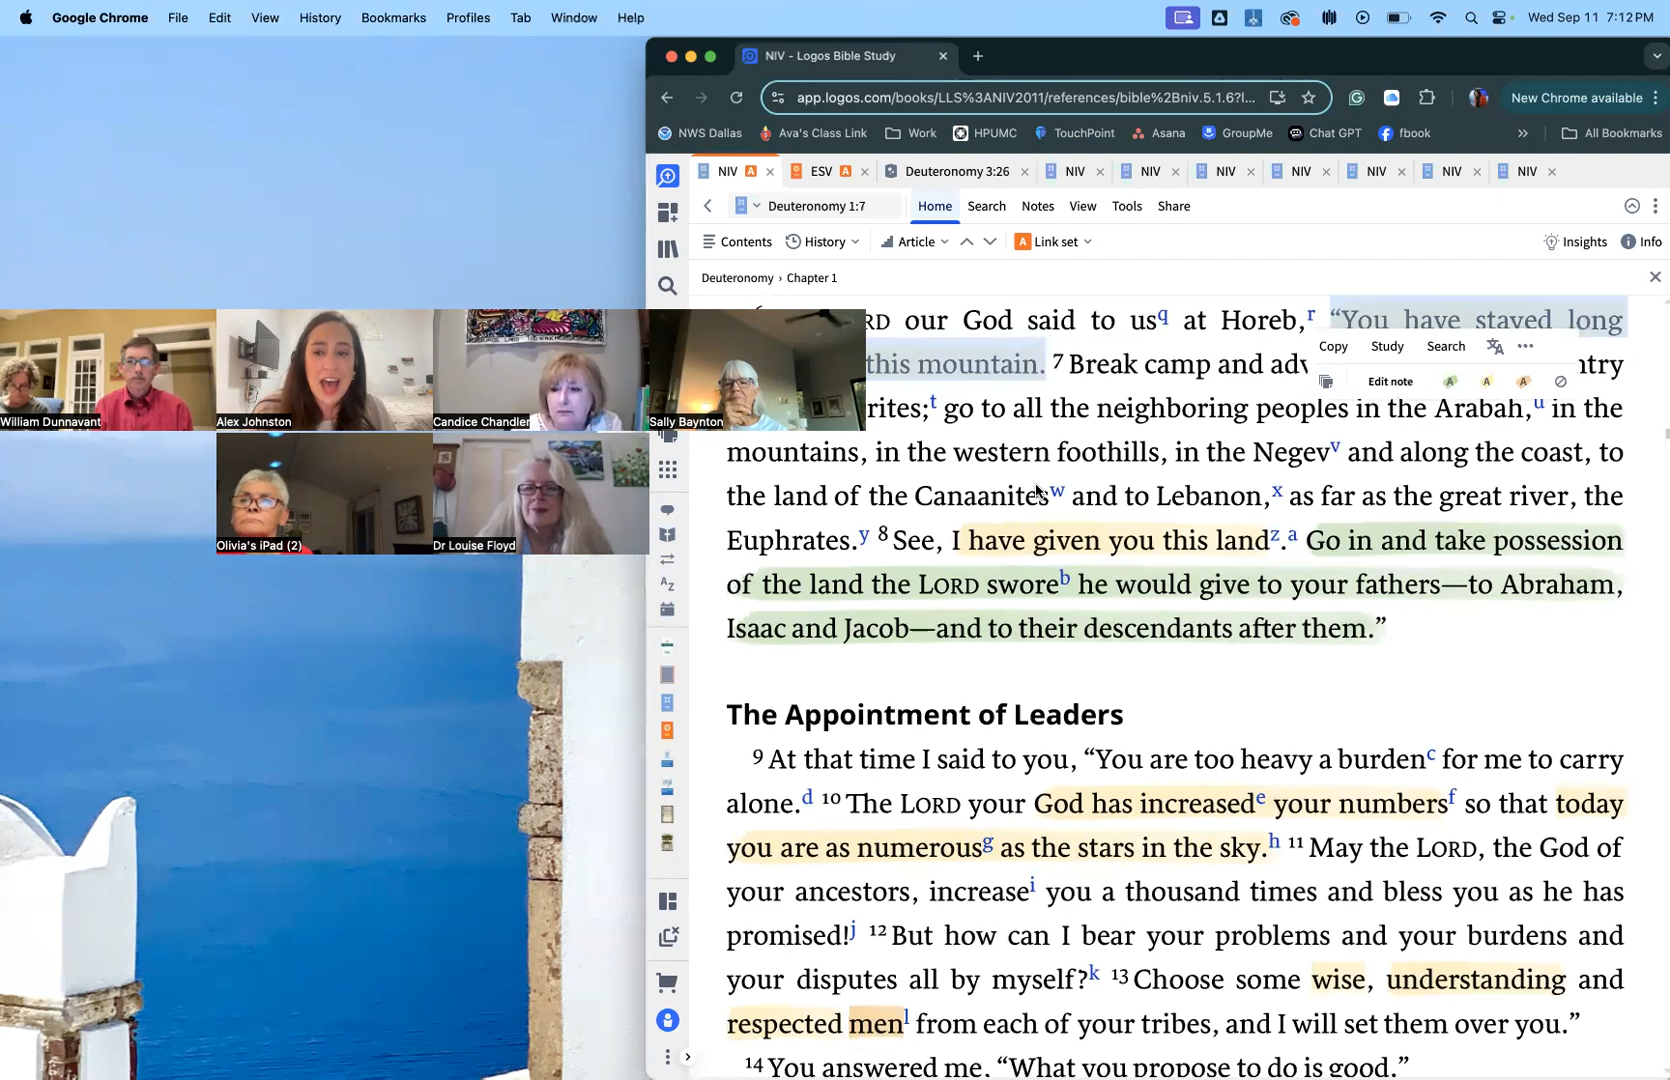 Google Chrome File Edit View History Bookmarks Profiles Tab Window Help Wed Sep 11 7:12 PM
NIV - Logos Bible Study
app.logos.com/books/LLS%3ANIV2011/references/bible%2Bniv.5.1.6?l... New Chrome available
NWS Dallas Ava's Class Link Work HPUMC TouchPoint Asana GroupMe Chat GPT fbook » All Bookmarks
NIV A ESV A Deuteronomy 3:26 NIV NIV NIV NIV NIV NIV NIV
Deuteronomy 1:7 Home Search Notes View Tools Share
Contents History Article A Link set Insights Info
Deuteronomy › Chapter 1
RD our God said to usq at Horeb,r “You have stayed long
this mountain. 7 Break camp and adv
ntry
Copy Study Search
Edit note A A A
rites;t go to all the neighboring peoples in the Arabah,u in the
mountains, in the western foothills, in the Negevv and along the coast, to
the land of the Canaanitesw and to Lebanon,x as far as the great river, the
Euphrates.y 8 See, I have given you this landz.a Go in and take possession
of the land the LORD sworeb he would give to your fathers—to Abraham,
Isaac and Jacob—and to their descendants after them.”
The Appointment of Leaders
9 At that time I said to you, “You are too heavy a burdenc for me to carry
alone.d 10 The LORD your God has increasede your numbersf so that today
you are as numerousg as the stars in the sky.h 11 May the LORD, the God of
your ancestors, increasei you a thousand times and bless you as he has
promised!j 12 But how can I bear your problems and your burdens and
your disputes all by myself?k 13 Choose some wise, understanding and
respected menl from each of your tribes, and I will set them over you.”
14 You answered me, “What you propose to do is good.”
William Dunnavant
Alex Johnston
Candice Chandler
Sally Baynton
Olivia's iPad (2)
Dr Louise Floyd